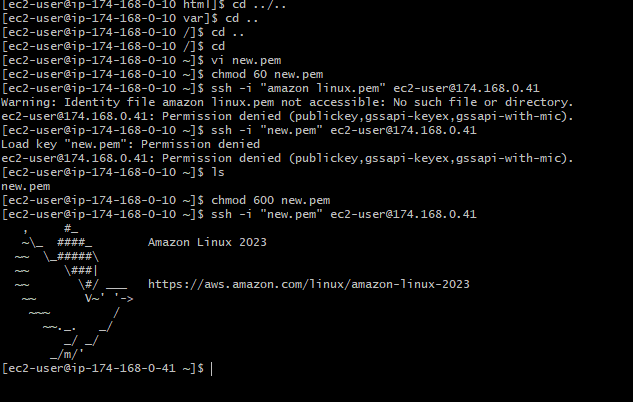 [ec2-user@ip-174-168-0-10 html]$ cd ../..
[ec2-user@ip-174-168-0-10 var]$ cd ..
[ec2-user@ip-174-168-0-10 /]$ cd ..
[ec2-user@ip-174-168-0-10 /]$ cd
[ec2-user@ip-174-168-0-10 ~]$ vi new.pem
[ec2-user@ip-174-168-0-10 ~]$ chmod 60 new.pem
[ec2-user@ip-174-168-0-10 ~]$ ssh -i "amazon linux.pem" ec2-user@174.168.0.41
Warning: Identity file amazon linux.pem not accessible: No such file or directory.
ec2-user@174.168.0.41: Permission denied (publickey,gssapi-keyex,gssapi-with-mic).
[ec2-user@ip-174-168-0-10 ~]$ ssh -i "new.pem" ec2-user@174.168.0.41
Load key "new.pem": Permission denied
ec2-user@174.168.0.41: Permission denied (publickey,gssapi-keyex,gssapi-with-mic).
[ec2-user@ip-174-168-0-10 ~]$ ls
new.pem
[ec2-user@ip-174-168-0-10 ~]$ chmod 600 new.pem
[ec2-user@ip-174-168-0-10 ~]$ ssh -i "new.pem" ec2-user@174.168.0.41
   ,     #_
   ~\_  ####_        Amazon Linux 2023
  ~~  \_#####\
  ~~     \###|
  ~~       \#/ ___   https://aws.amazon.com/linux/amazon-linux-2023
   ~~       V~' '->
    ~~~         /
      ~~._.   _/
         _/ _/
       _/m/'
[ec2-user@ip-174-168-0-41 ~]$